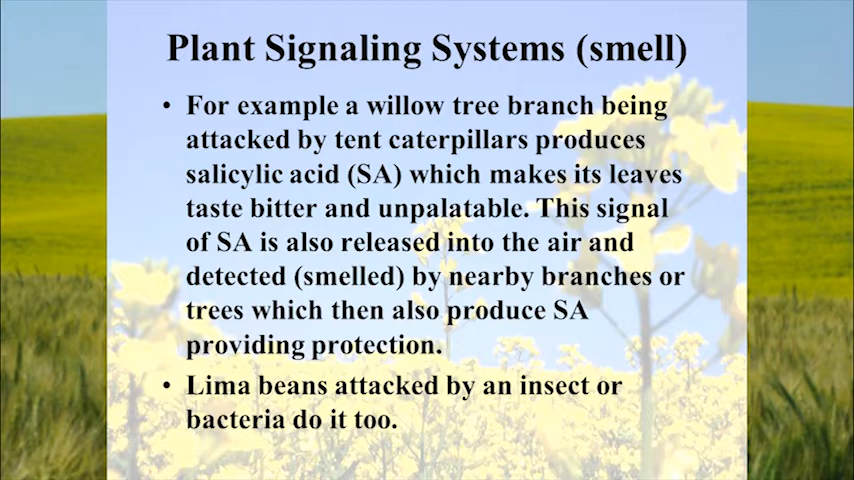 Plant Signaling Systems (smell)
• For example a willow tree branch being
attacked by tent caterpillars produces
salicylic acid (SA) which makes its leaves
taste bitter and unpalatable. This signal
of SA is also released into the air and
detected (smelled) by nearby branches or
trees which then also produce SA
providing protection.
• Lima beans attacked by an insect or
bacteria do it too.